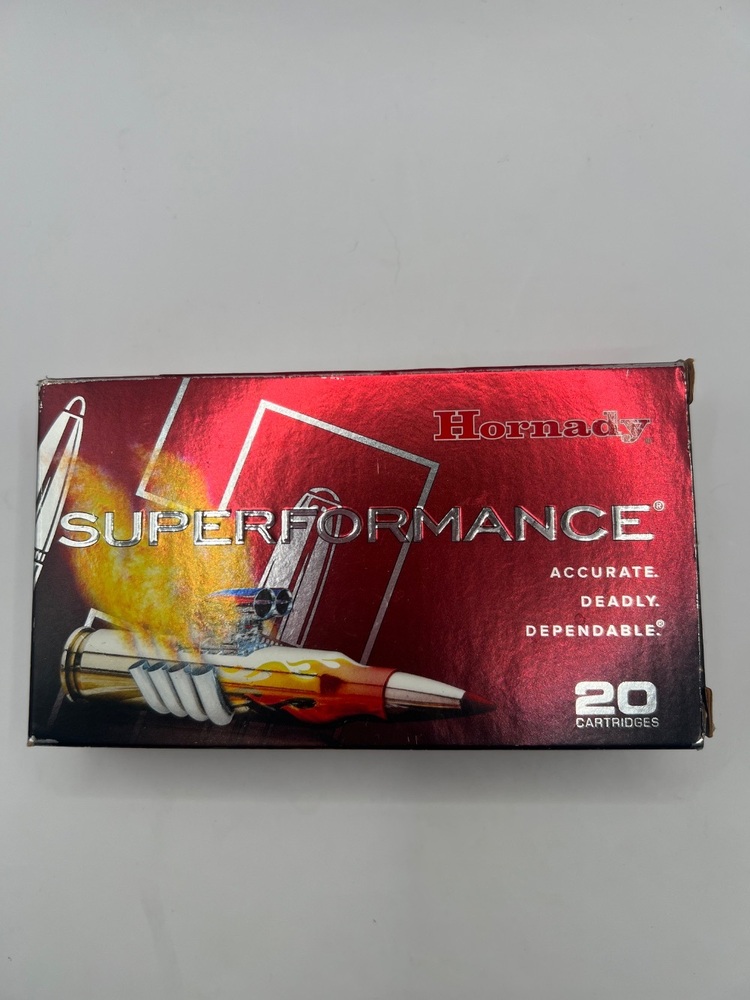 Hornady
SUPERFORMANCE®
ACCURATE.
DEADLY.
DEPENDABLE.®
20
CARTRIDGES